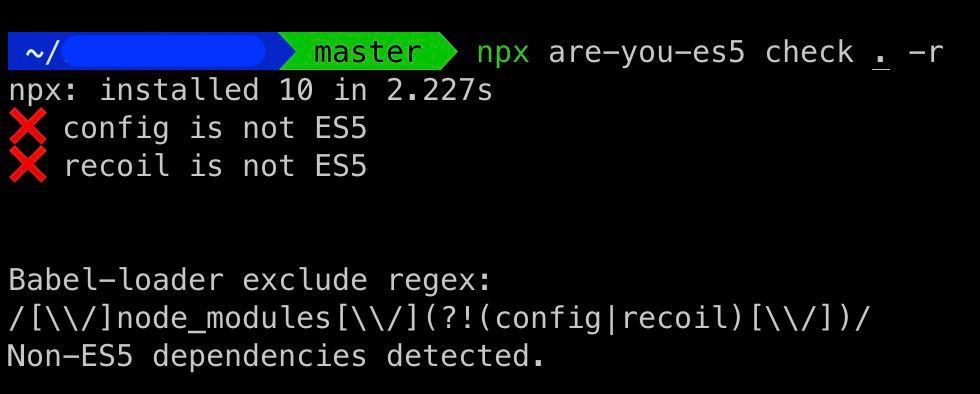 ~/ master npx are-you-es5 check . -r
npx: installed 10 in 2.227s
❌ config is not ES5
❌ recoil is not ES5
Babel-loader exclude regex:
/[\\/]node_modules[\\/](?!(config|recoil)[\\/])/
Non-ES5 dependencies detected.